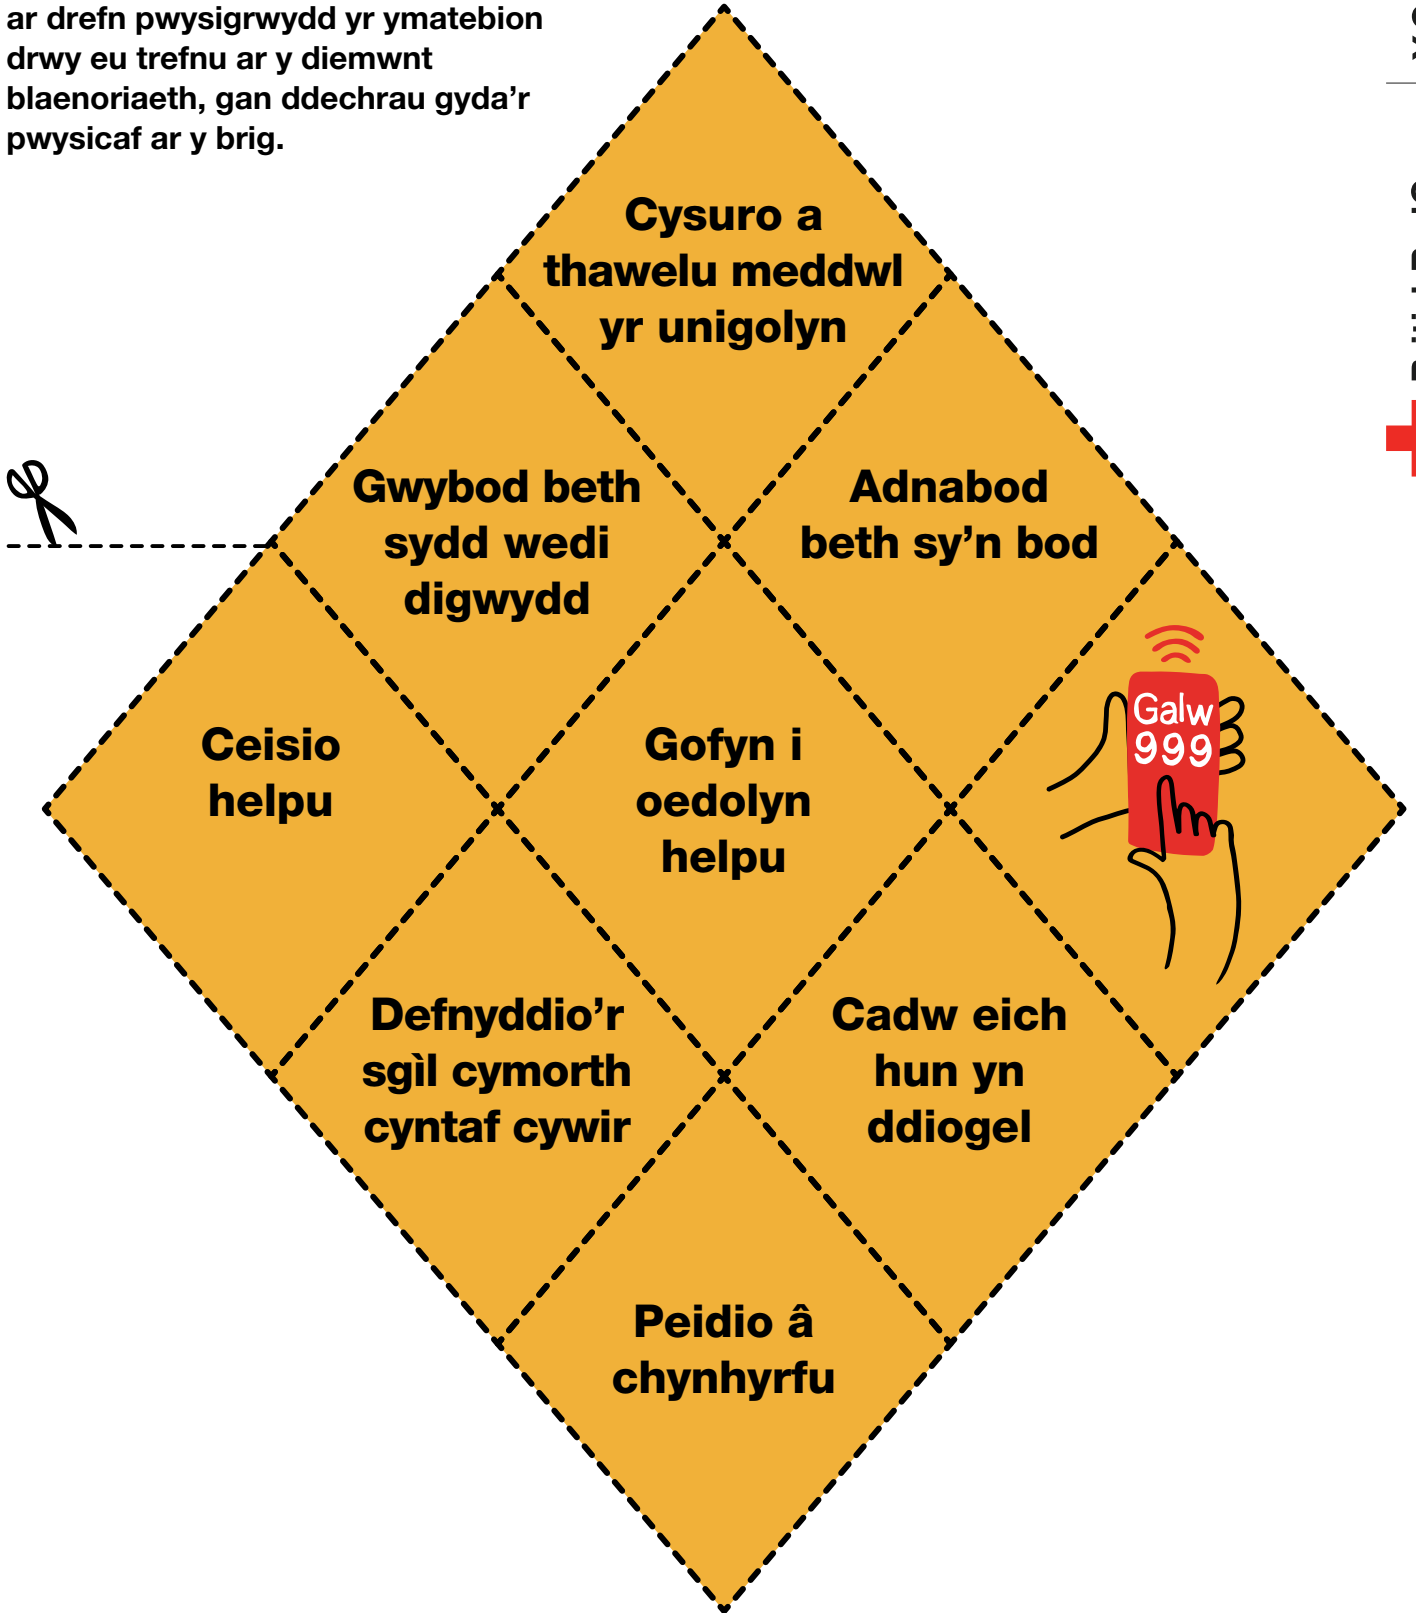 ar drefn pwysigrwydd yr ymatebion
drwy eu trefnu ar y diemwnt
blaenoriaeth, gan ddechrau gyda’r
pwysicaf ar y brig.
Cysuro a
thawelu meddwl
yr unigolyn
Gwybod beth
sydd wedi
digwydd
Adnabod
beth sy’n bod
Ceisio
helpu
Gofyn i
oedolyn
helpu
Galw
999
Defnyddio’r
sgìl cymorth
cyntaf cywir
Cadw eich
hun yn
ddiogel
Peidio â
chynhyrfu